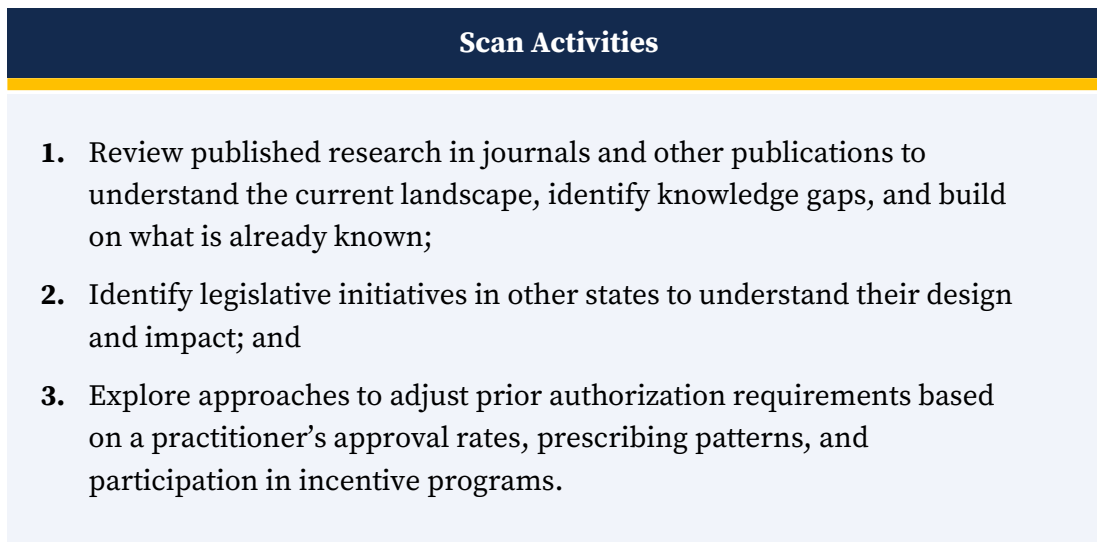 Scan Activities
1. Review published research in journals and other publications to
understand the current landscape, identify knowledge gaps, and build
on what is already known;
2. Identify legislative initiatives in other states to understand their design
and impact; and
3. Explore approaches to adjust prior authorization requirements based
on a practitioner’s approval rates, prescribing patterns, and
participation in incentive programs.